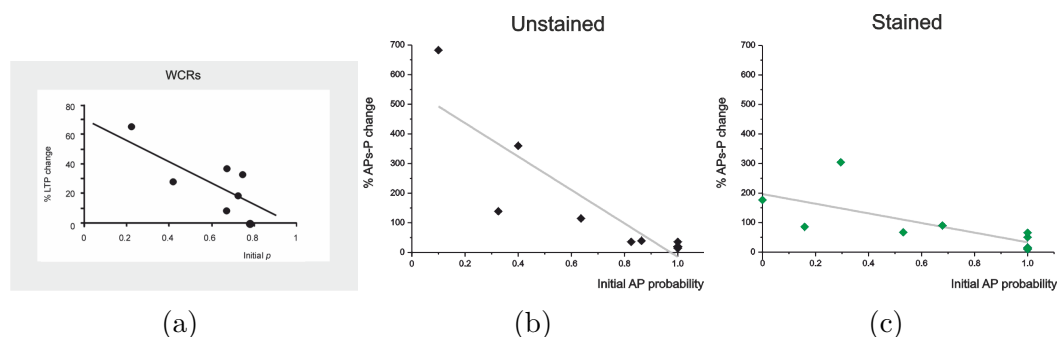 WCRs
% LTP change
80
60
40
20
0
0 0.2 0.4 0.6 0.8 1
Initial p
(a)
Unstained
% APs-P change
700
600
500
400
300
200
100
0
0 0.2 0.4 0.6 0.8 1.0
Initial AP probability
(b)
Stained
% APs-P change
700
600
500
400
300
200
100
0
0 0.2 0.4 0.6 0.8 1.0
Initial AP probability
(c)